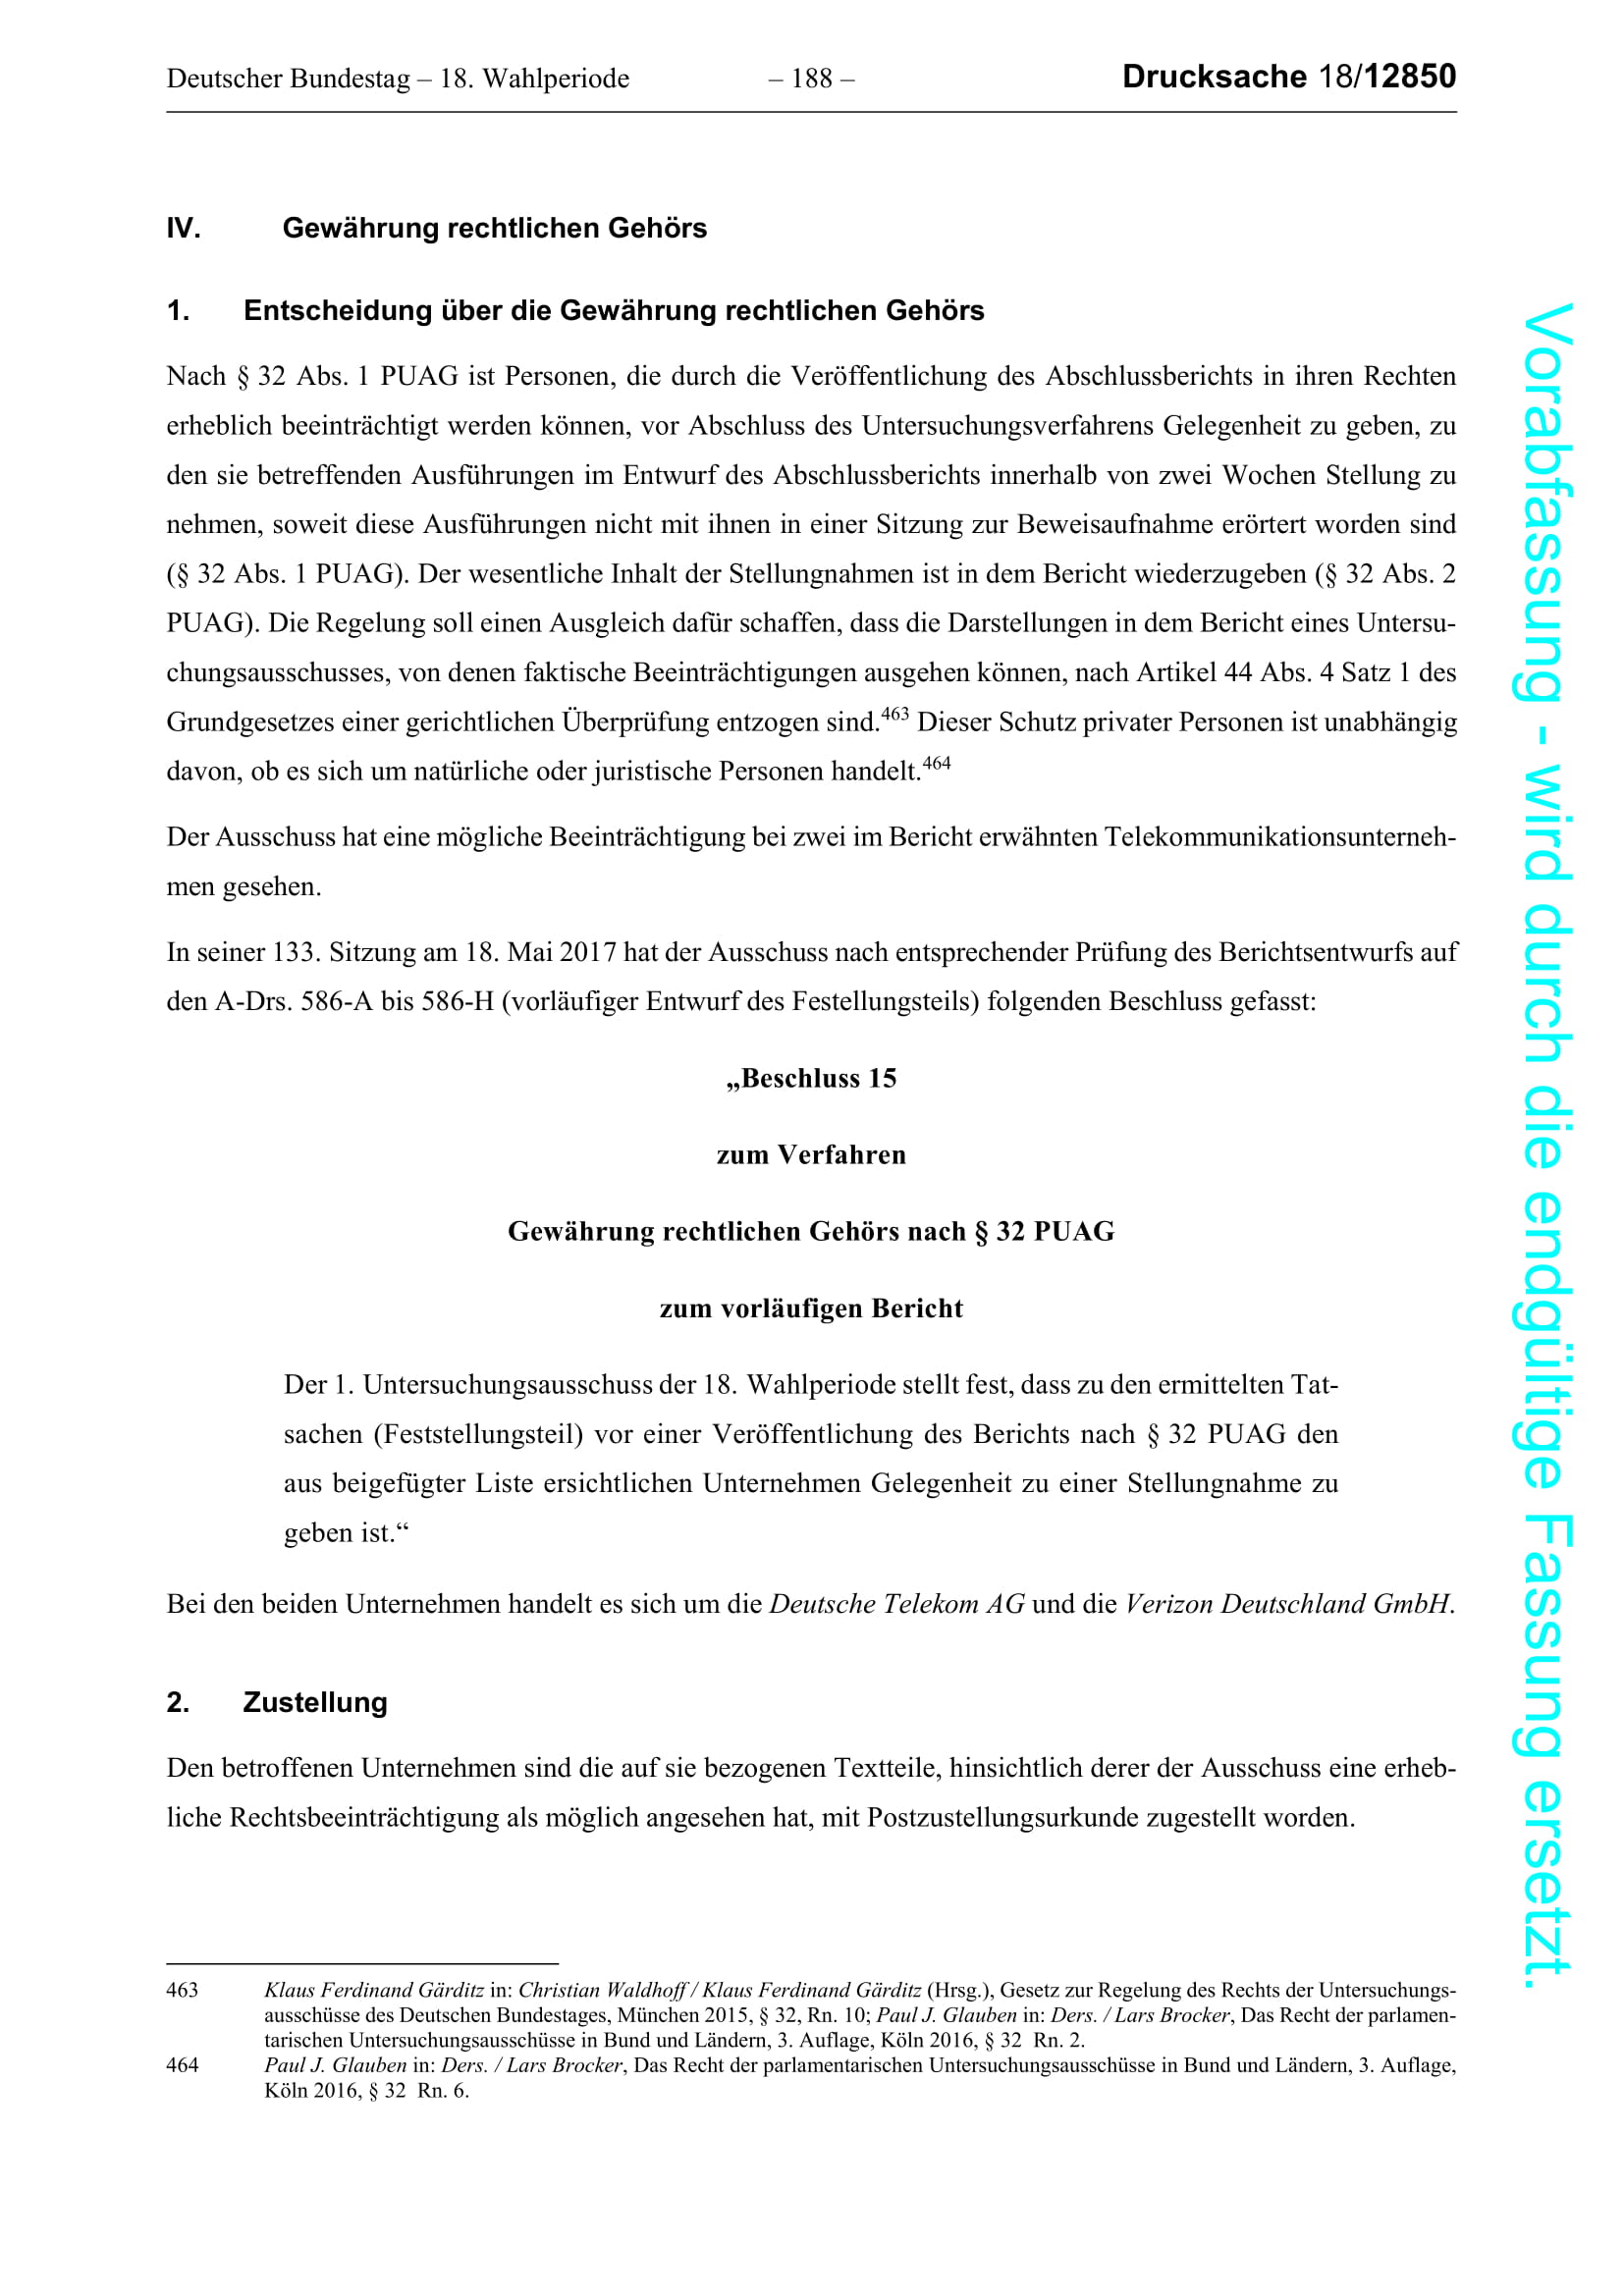 Deutscher Bundestag – 18. Wahlperiode – 188 – Drucksache 18/12850
IV. Gewährung rechtlichen Gehörs
1. Entscheidung über die Gewährung rechtlichen Gehörs
Nach § 32 Abs. 1 PUAG ist Personen, die durch die Veröffentlichung des Abschlussberichts in ihren Rechten
erheblich beeinträchtigt werden können, vor Abschluss des Untersuchungsverfahrens Gelegenheit zu geben, zu
den sie betreffenden Ausführungen im Entwurf des Abschlussberichts innerhalb von zwei Wochen Stellung zu
nehmen, soweit diese Ausführungen nicht mit ihnen in einer Sitzung zur Beweisaufnahme erörtert worden sind
(§ 32 Abs. 1 PUAG). Der wesentliche Inhalt der Stellungnahmen ist in dem Bericht wiederzugeben (§ 32 Abs. 2
PUAG). Die Regelung soll einen Ausgleich dafür schaffen, dass die Darstellungen in dem Bericht eines Untersu-
chungsausschusses, von denen faktische Beeinträchtigungen ausgehen können, nach Artikel 44 Abs. 4 Satz 1 des
Grundgesetzes einer gerichtlichen Überprüfung entzogen sind.463 Dieser Schutz privater Personen ist unabhängig
davon, ob es sich um natürliche oder juristische Personen handelt.464
Der Ausschuss hat eine mögliche Beeinträchtigung bei zwei im Bericht erwähnten Telekommunikationsunterneh-
men gesehen.
In seiner 133. Sitzung am 18. Mai 2017 hat der Ausschuss nach entsprechender Prüfung des Berichtsentwurfs auf
den A-Drs. 586-A bis 586-H (vorläufiger Entwurf des Festellungsteils) folgenden Beschluss gefasst:
„Beschluss 15
zum Verfahren
Gewährung rechtlichen Gehörs nach § 32 PUAG
zum vorläufigen Bericht
Der 1. Untersuchungsausschuss der 18. Wahlperiode stellt fest, dass zu den ermittelten Tat-
sachen (Feststellungsteil) vor einer Veröffentlichung des Berichts nach § 32 PUAG den
aus beigefügter Liste ersichtlichen Unternehmen Gelegenheit zu einer Stellungnahme zu
geben ist.“
Bei den beiden Unternehmen handelt es sich um die Deutsche Telekom AG und die Verizon Deutschland GmbH.
2. Zustellung
Den betroffenen Unternehmen sind die auf sie bezogenen Textteile, hinsichtlich derer der Ausschuss eine erheb-
liche Rechtsbeeinträchtigung als möglich angesehen hat, mit Postzustellungsurkunde zugestellt worden.
463 Klaus Ferdinand Gärditz in: Christian Waldhoff / Klaus Ferdinand Gärditz (Hrsg.), Gesetz zur Regelung des Rechts der Untersuchungs-
ausschüsse des Deutschen Bundestages, München 2015, § 32, Rn. 10; Paul J. Glauben in: Ders. / Lars Brocker, Das Recht der parlamen-
tarischen Untersuchungsausschüsse in Bund und Ländern, 3. Auflage, Köln 2016, § 32 Rn. 2.
464 Paul J. Glauben in: Ders. / Lars Brocker, Das Recht der parlamentarischen Untersuchungsausschüsse in Bund und Ländern, 3. Auflage,
Köln 2016, § 32 Rn. 6.
Vorabfassung - wird durch die endgültige Fassung ersetzt.